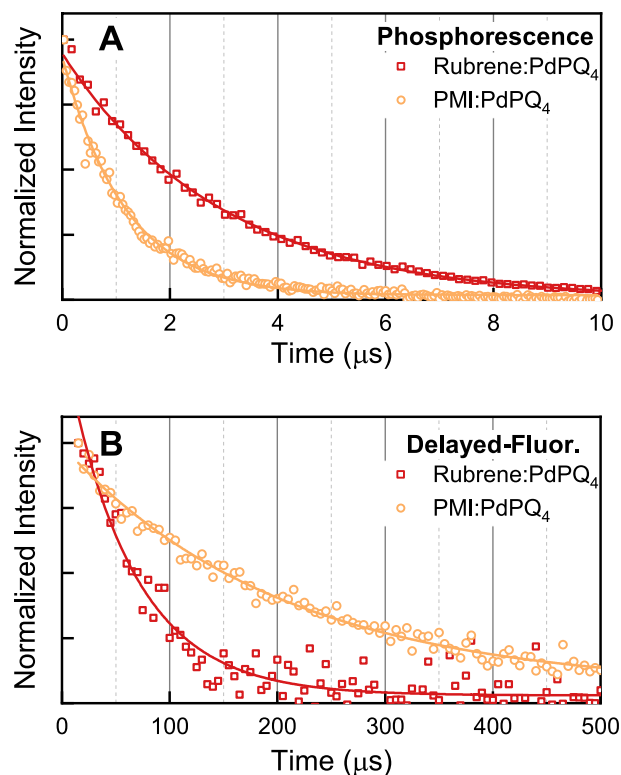 A
Phosphorescence
Rubrene:PdPQ₄
PMI:PdPQ₄
Normalized Intensity
0 2 4 6 8 10
Time (μs)
B
Delayed-Fluor.
Rubrene:PdPQ₄
PMI:PdPQ₄
Normalized Intensity
0 100 200 300 400 500
Time (μs)